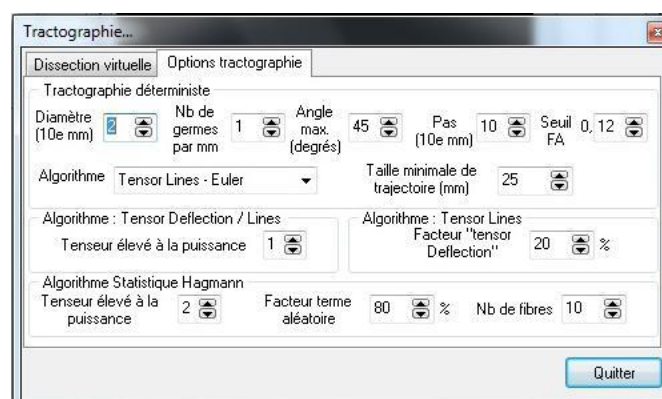 Tractographie...
Dissection virtuelle Options tractographie
Tractographie déterministe
Diamètre (10e mm) 2 Nb de germes par mm 1 Angle max. (degrés) 45 Pas (10e mm) 10 Seuil FA 0, 12
Algorithme Tensor Lines - Euler Taille minimale de trajectoire (mm) 25
Algorithme : Tensor Deflection / Lines
Tenseur élevé à la puissance 1
Algorithme : Tensor Lines
Facteur "tensor Deflection" 20 %
Algorithme Statistique Hagmann
Tenseur élevé à la puissance 2 Facteur terme aléatoire 80 % Nb de fibres 10
Quitter